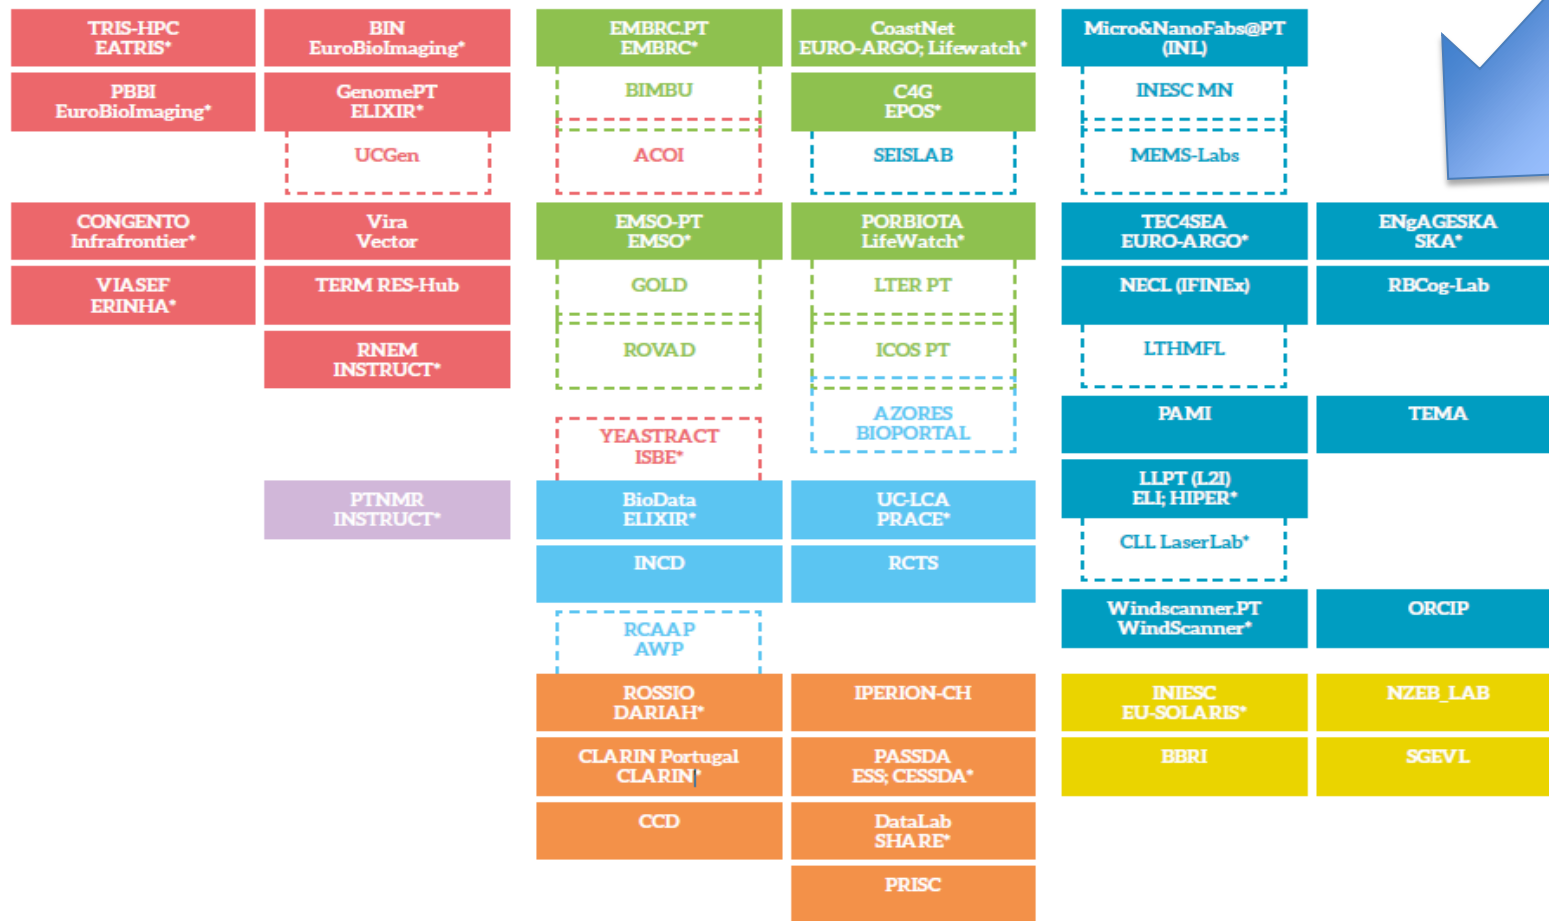 TRIS-HPC
EATRIS*
BIN
EuroBioImaging*
PBBI
EuroBioImaging*
GenomePT
ELIXIR*
UCGen
CONGENTO
Infrafrontier*
Vira
Vector
VIASEF
ERINHA*
TERM RES-Hub
RNEM
INSTRUCT*
PTNMR
INSTRUCT*
EMBRC.PT
EMBRC*
CoastNet
EURO-ARGO; Lifewatch*
BIMBU
C4G
EPOS*
ACOI
SEISLAB
EMSO-PT
EMSO*
PORBIOTA
LifeWatch*
GOLD
LTER PT
ROVAD
ICOS PT
AZORES
BIOPORTAL
YEASTRACT
ISBE*
BioData
ELIXIR*
UC-LCA
PRACE*
INCD
RCTS
RCAAP
AWP
ROSSIO
DARIAH*
IPERION-CH
CLARIN Portugal
CLARIN*
PASSDA
ESS; CESSDA*
CCD
DataLab
SHARE*
PRISC
Micro&NanoFabs@PT
(INL)
INESC MN
MEMS-Labs
TEC4SEA
EURO-ARGO*
ENgAGESKA
SKA*
NECL (IFINEx)
RBCog-Lab
LTHMFL
PAMI
TEMA
LLPT (L2I)
ELI; HIPER*
CLL LaserLab*
Windscanner.PT
WindScanner*
ORCIP
INIESC
EU-SOLARIS*
NZEB_LAB
BBRI
SGEVL